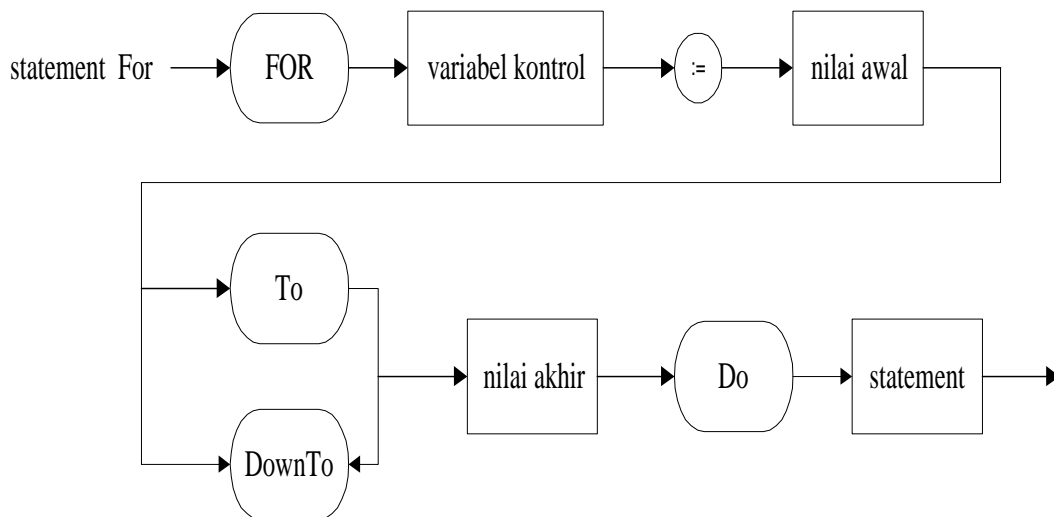 statement For FOR variabel kontrol := nilai awal
To
nilai akhir Do statement
DownTo